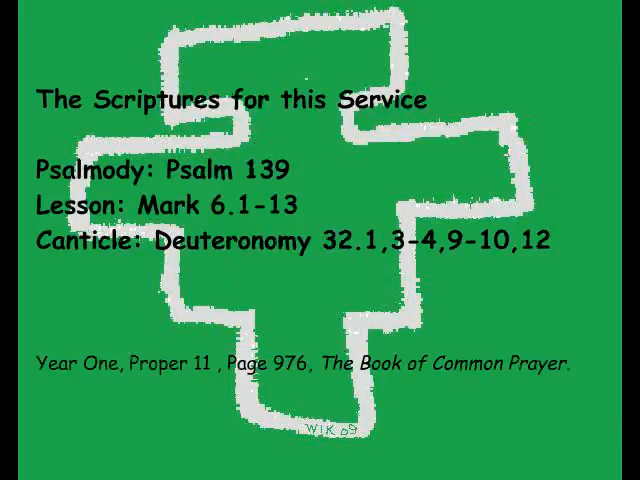 The Scriptures for this Service
Psalmody: Psalm 139
Lesson: Mark 6.1-13
Canticle: Deuteronomy 32.1,3-4,9-10,12
Year One, Proper 11 , Page 976, The Book of Common Prayer.
WIK 09